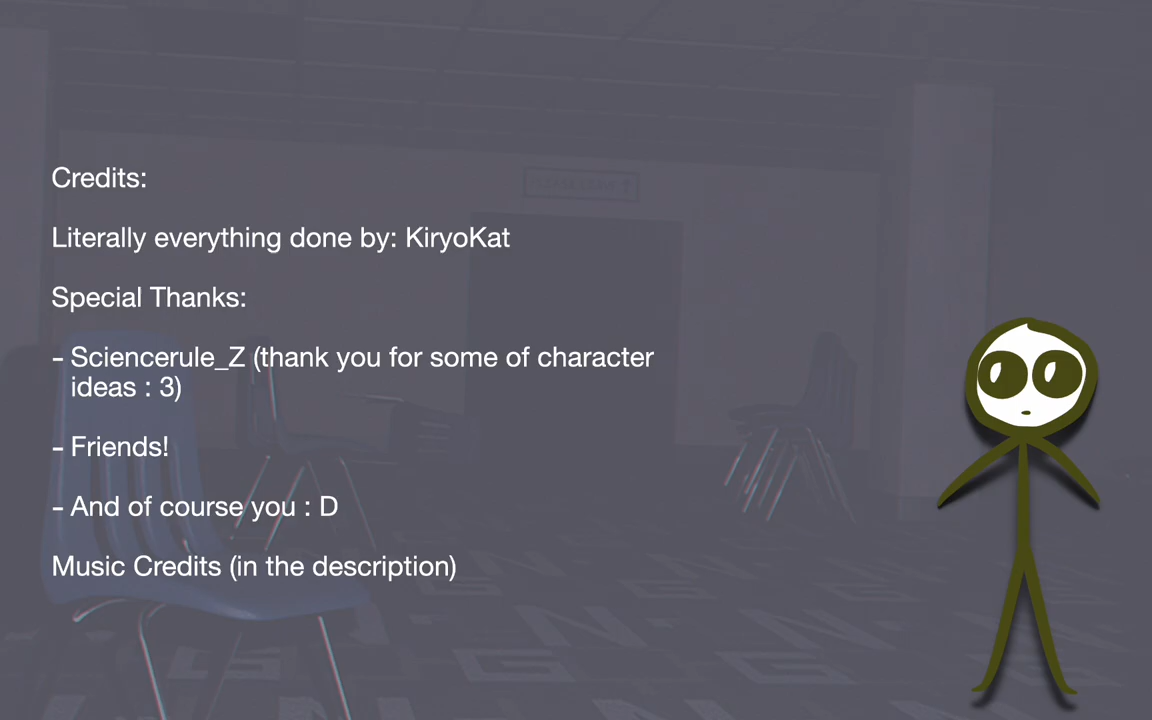 Credits:
Literally everything done by: KiryoKat
Special Thanks:
- Sciencerule_Z (thank you for some of character
ideas : 3)
- Friends!
- And of course you : D
Music Credits (in the description)